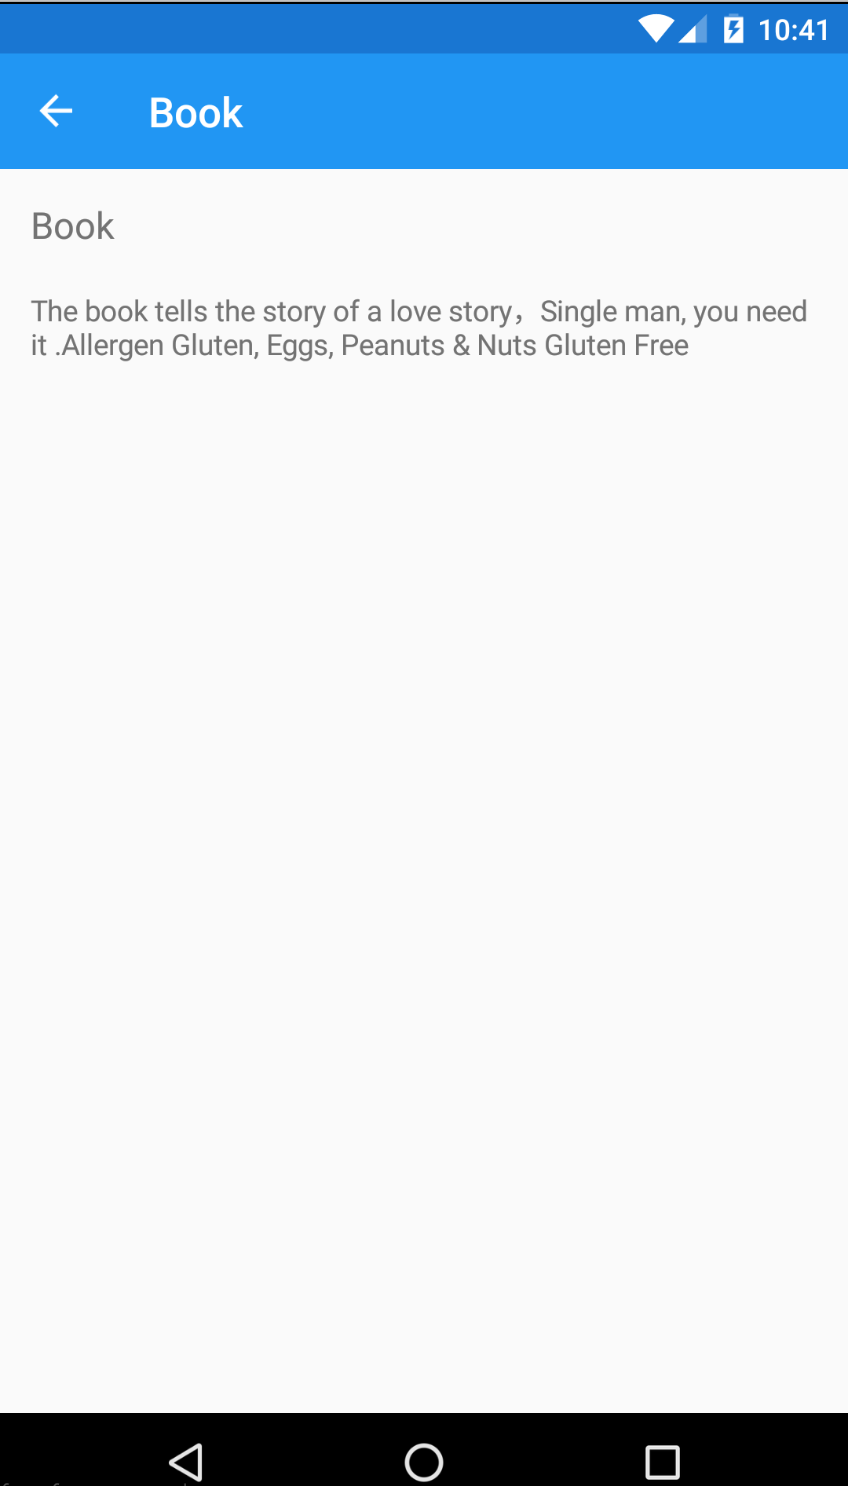 10:41
Book
Book
The book tells the story of a love story，Single man, you need
it .Allergen Gluten, Eggs, Peanuts & Nuts Gluten Free